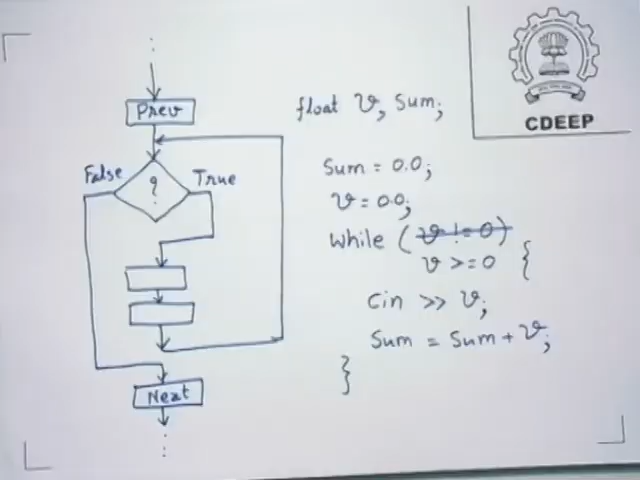 Prev
False
?
True
Next
float v, Sum;
Sum = 0.0;
v = 0.0;
while (v != 0)
v >= 0 {
Cin >> v;
Sum = Sum + v;
}
CDEEP